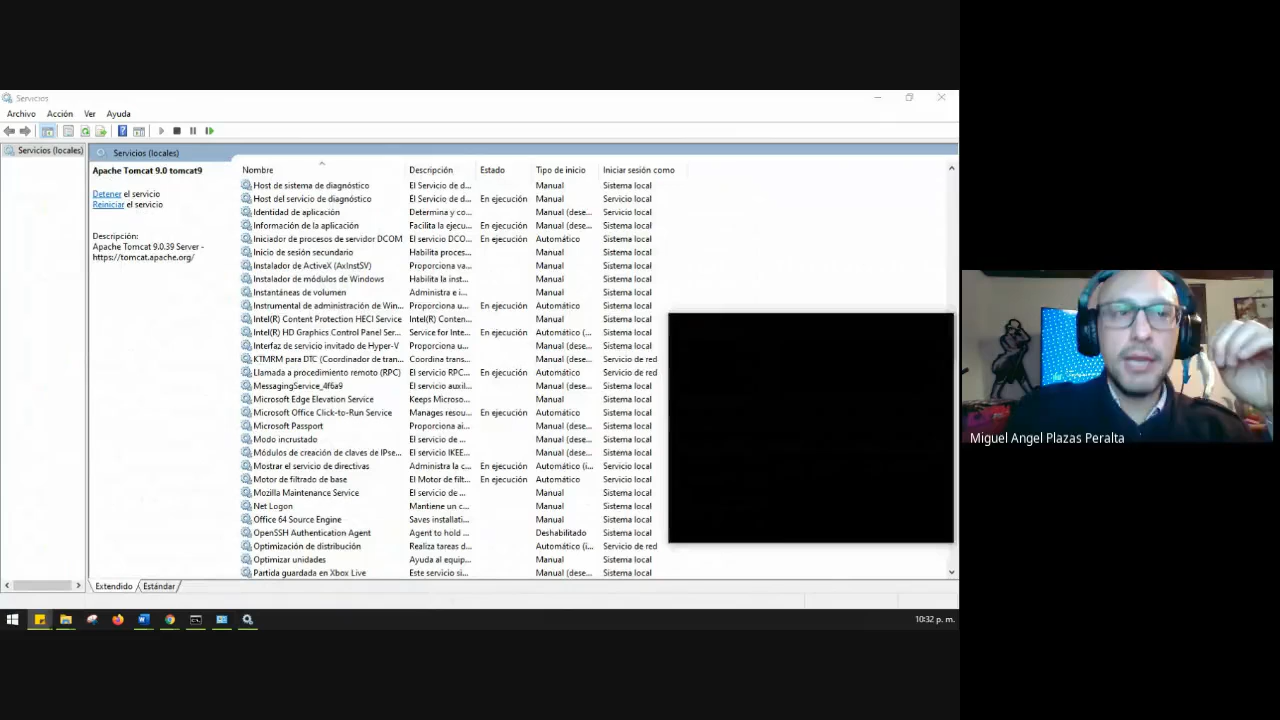 Servicios
Archivo Acción Ver Ayuda
Servicios (locales)
Servicios (locales)
Apache Tomcat 9.0 tomcat9
Detener el servicio
Reiniciar el servicio
Descripción:
Apache Tomcat 9.0.39 Server -
https://tomcat.apache.org/
Nombre Descripción Estado Tipo de inicio Iniciar sesión como
Host de sistema de diagnóstico El Servicio de d... Manual Sistema local
Host del servicio de diagnóstico El Servicio de d... En ejecución Manual Servicio local
Identidad de aplicación Determina y co... Manual (dese... Servicio local
Información de la aplicación Facilita la ejecu... En ejecución Manual (dese... Sistema local
Iniciador de procesos de servidor DCOM El servicio DCO... En ejecución Automático Sistema local
Inicio de sesión secundario Habilita proces... Manual Sistema local
Instalador de ActiveX (AxInstSV) Proporciona va... Manual Sistema local
Instalador de módulos de Windows Habilita la inst... Manual Sistema local
Instantáneas de volumen Administra e i... Manual Sistema local
Instrumental de administración de Win... Proporciona u... En ejecución Automático Sistema local
Intel(R) Content Protection HECI Service Intel(R) Conten... Manual Sistema local
Intel(R) HD Graphics Control Panel Ser... Service for Inte... En ejecución Automático (... Sistema local
Interfaz de servicio invitado de Hyper-V Proporciona u... Manual (dese... Sistema local
KTMRM para DTC (Coordinador de tran... Coordina trans... Manual (dese... Servicio de red
Llamada a procedimiento remoto (RPC) El servicio RPC... En ejecución Automático Servicio de red
MessagingService_4f6a9 El servicio auxil... Manual (dese... Sistema local
Microsoft Edge Elevation Service Manages Microso... Manual Sistema local
Microsoft Office Click-to-Run Service Manages resou... En ejecución Automático Sistema local
Microsoft Passport Proporciona ai... Manual (dese... Sistema local
Modo incrustado El servicio de ... Manual (dese... Sistema local
Módulos de creación de claves de IPse... El servicio IKEE... Manual (dese... Sistema local
Mostrar el servicio de directivas Administra la c... En ejecución Automático (i... Servicio local
Motor de filtrado de base El Motor de filt... En ejecución Automático Servicio local
Mozilla Maintenance Service El servicio de ... Manual Sistema local
Net Logon Mantiene un c... Manual Sistema local
Office 64 Source Engine Saves installati... Manual Sistema local
OpenSSH Authentication Agent Agent to hold ... Deshabilitado Sistema local
Optimización de distribución Realiza tareas d... Automático (i... Servicio de red
Optimizar unidades Ayuda al equip... Manual Sistema local
Partida guardada en Xbox Live Este servicio si... Manual (dese... Sistema local
Extendido Estándar
10:32 p. m.
Miguel Angel Plazas Peralta